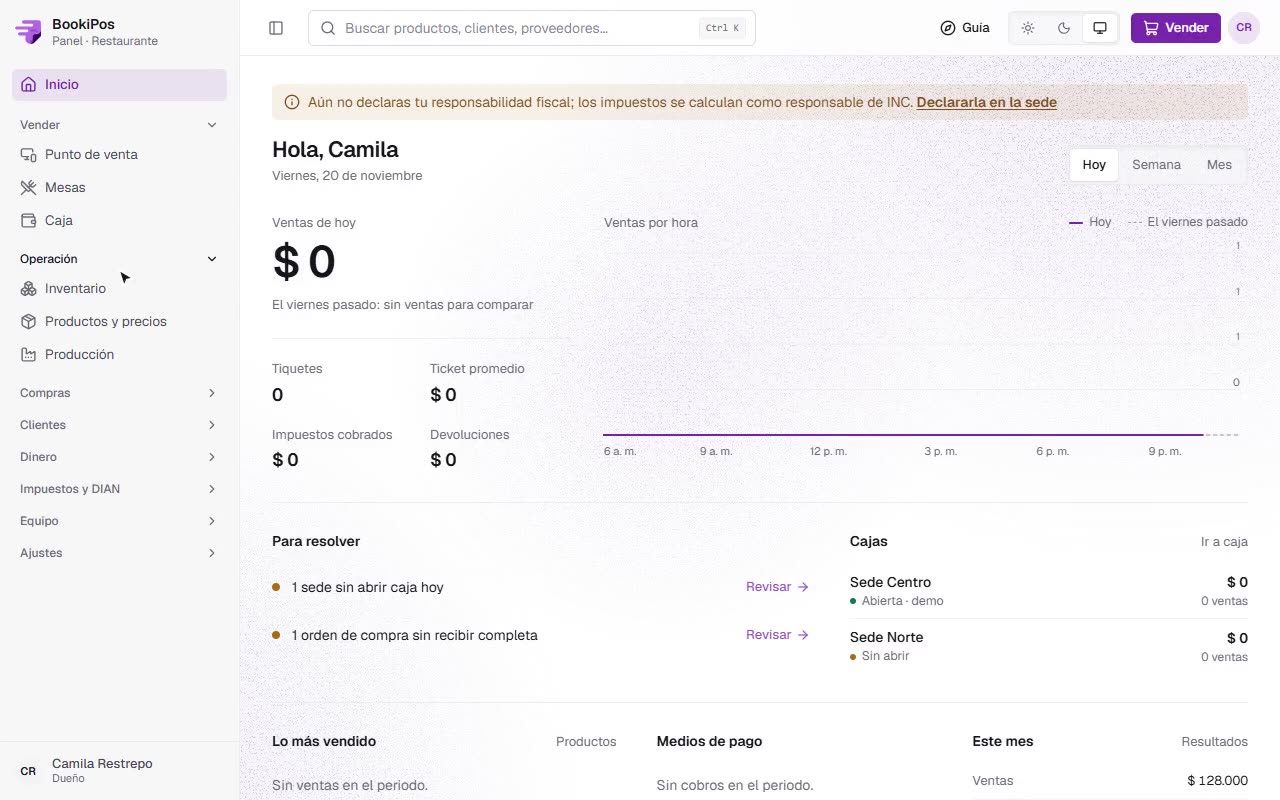 BookiPos
Panel · Restaurante
Buscar productos, clientes, proveedores...
Ctrl K
Guía
Vender
CR
Inicio
Vender
Punto de venta
Mesas
Caja
Operación
Inventario
Productos y precios
Producción
Compras
Clientes
Dinero
Impuestos y DIAN
Equipo
Ajustes
CR
Camila Restrepo
Dueño
Aún no declaras tu responsabilidad fiscal; los impuestos se calculan como responsable de INC. Declararla en la sede
Hola, Camila
Viernes, 20 de noviembre
Hoy Semana Mes
Ventas de hoy
$ 0
El viernes pasado: sin ventas para comparar
Tiquetes
0
Ticket promedio
$ 0
Impuestos cobrados
$ 0
Devoluciones
$ 0
Ventas por hora
Hoy El viernes pasado
1
1
1
0
6 a. m. 9 a. m. 12 p. m. 3 p. m. 6 p. m. 9 p. m.
Para resolver
1 sede sin abrir caja hoy Revisar →
1 orden de compra sin recibir completa Revisar →
Cajas Ir a caja
Sede Centro $ 0
Abierta · demo 0 ventas
Sede Norte $ 0
Sin abrir 0 ventas
Lo más vendido Productos
Sin ventas en el periodo.
Medios de pago
Sin cobros en el periodo.
Este mes Resultados
Ventas $ 128.000